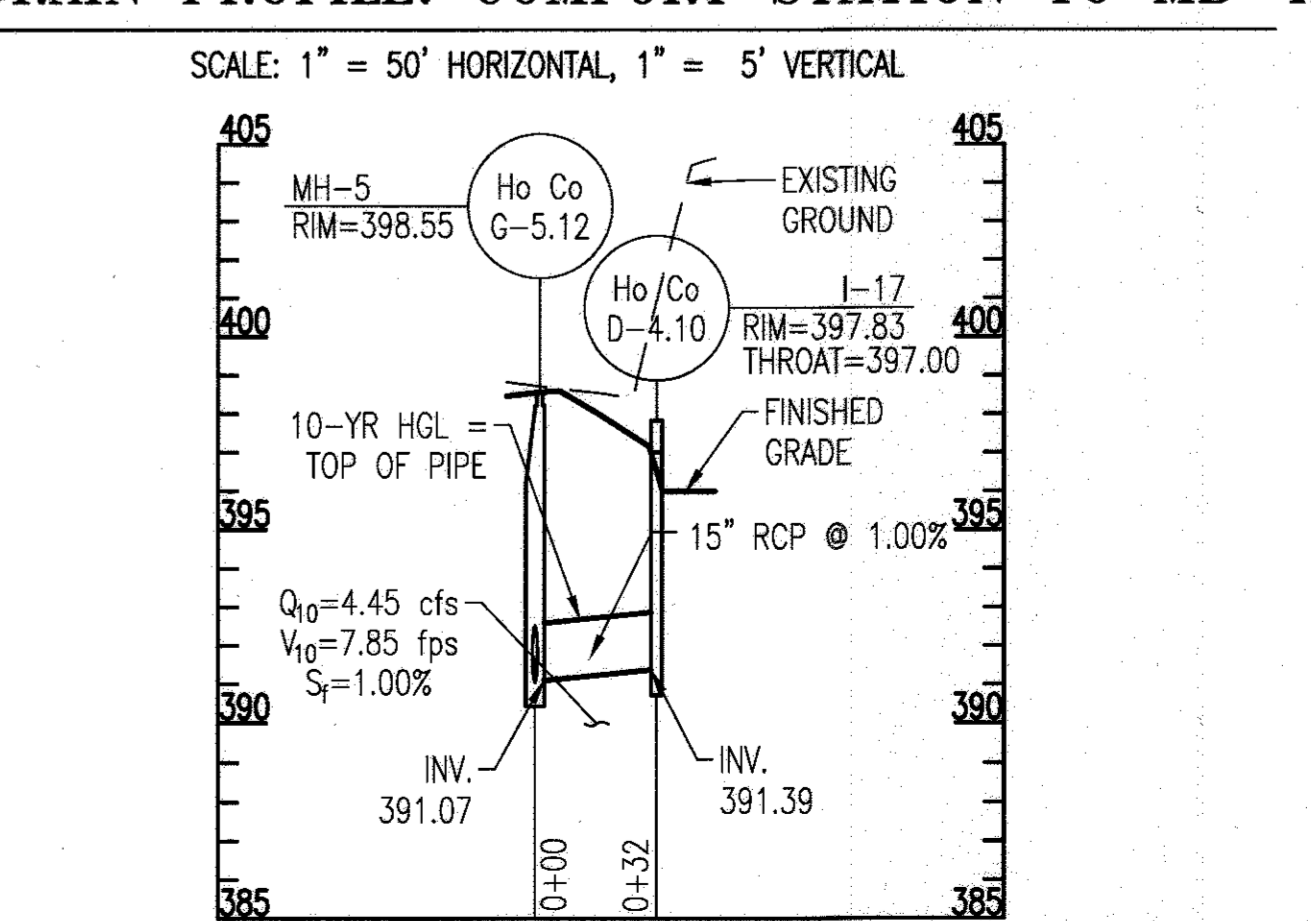 SCALE: 1" = 50' HORIZONTAL, 1" = 5' VERTICAL
405
405
MH-5
RIM=398.55
Ho Co
G-5.12
EXISTING
GROUND
Ho Co
D-4.10
I-17
RIM=397.83
THROAT=397.00
400
400
10-YR HGL =
TOP OF PIPE
FINISHED
GRADE
395
395
15" RCP @ 1.00%
Q10=4.45 cfs
V10=7.85 fps
Sf=1.00%
390
390
INV.
391.07
INV.
391.39
0+00
0+32
385
385